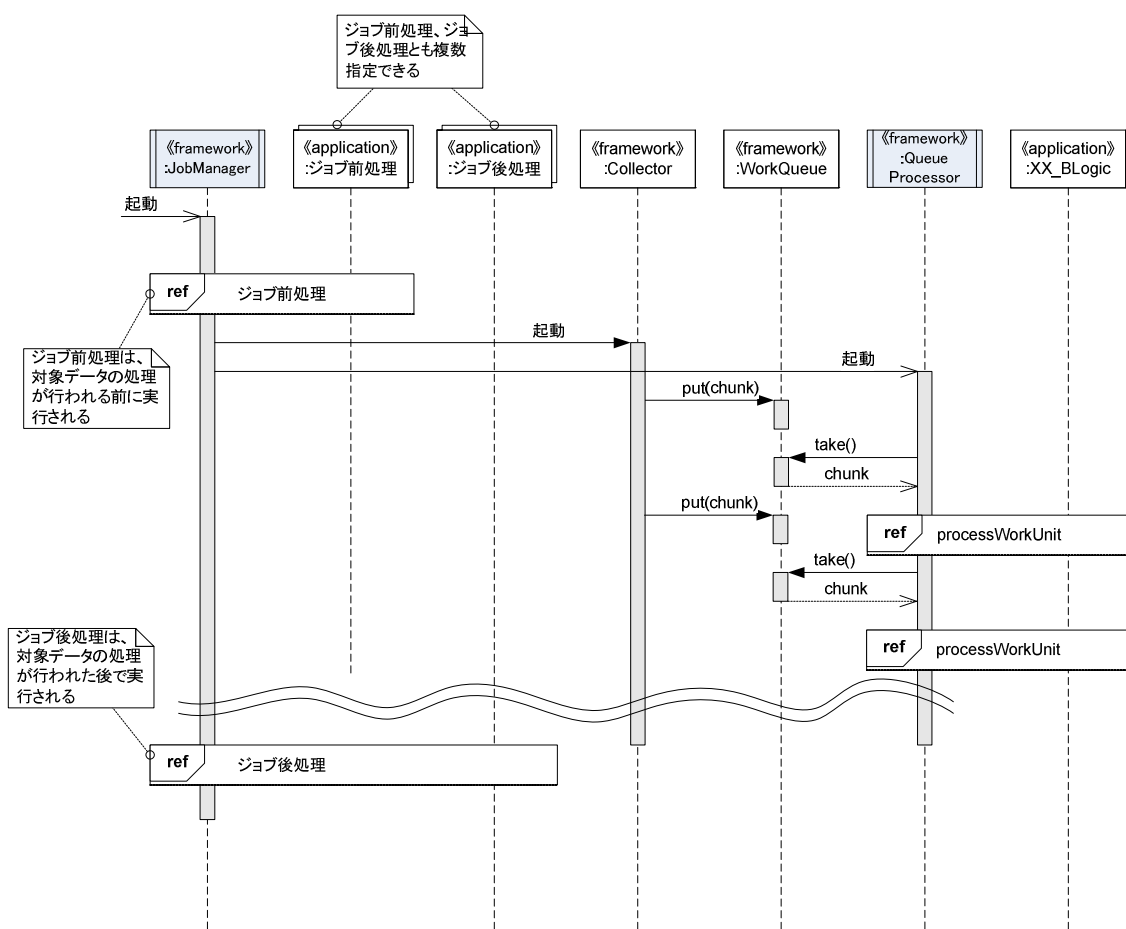 ジョブ前処理、ジョ
ブ後処理とも複数
指定できる
《framework》
:JobManager
《application》
:ジョブ前処理
《application》
:ジョブ後処理
《framework》
:Collector
《framework》
:WorkQueue
《framework》
:Queue
Processor
《application》
:XX_BLogic
起動
ref ジョブ前処理
起動
ジョブ前処理は、
対象データの処理
が行われる前に実
行される
起動
put(chunk)
take()
chunk
put(chunk)
ref processWorkUnit
take()
chunk
ジョブ後処理は、
対象データの処理
が行われた後で実
行される
ref processWorkUnit
ref ジョブ後処理